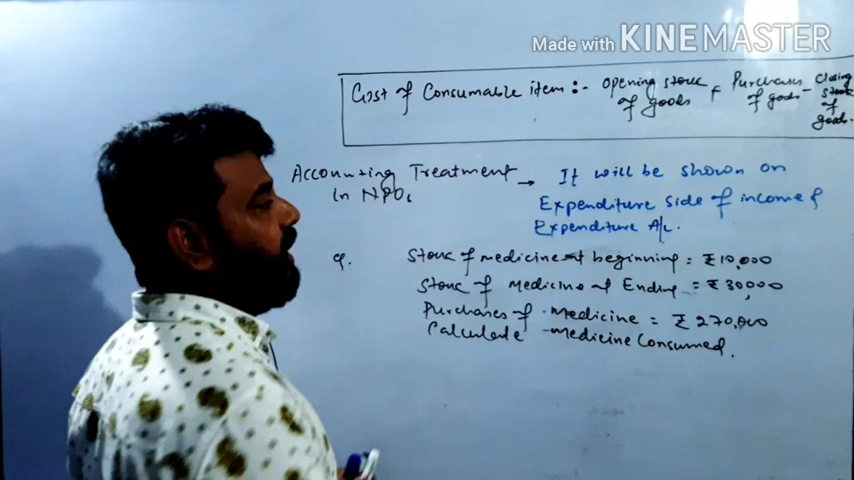 Made with KINEMASTER
Cost of Consumable item :- Opening stock of goods + Purchases of goods - Closing stock of goods.
Accounting Treatment
in NPOs
→ It will be shown on
Expenditure side of income &
Expenditure A/c.
Q. Stock of medicine at beginning = ₹10,000
Stock of Medicine at Ending = ₹30,000
Purchases of Medicine = ₹270,000
Calculate medicine Consumed.